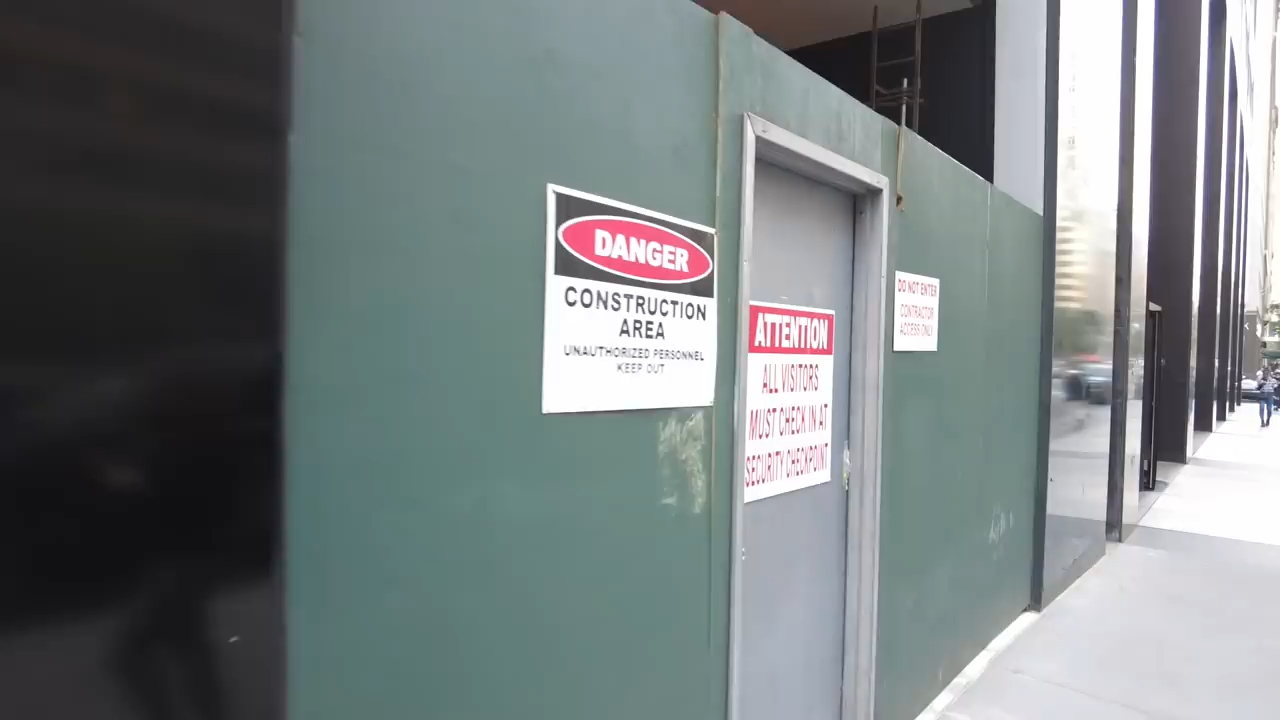 DANGER
CONSTRUCTION
AREA
UNAUTHORIZED PERSONNEL
KEEP OUT
ATTENTION
ALL VISITORS
MUST CHECK IN AT
SECURITY CHECKPOINT
DO NOT ENTER
CONTRACTOR
ACCESS ONLY